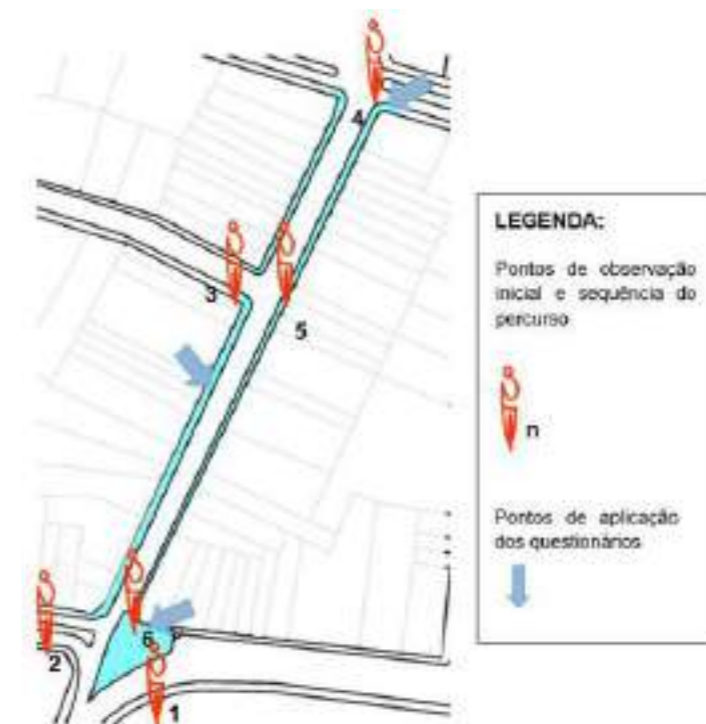 4
3
5
6
2
1
LEGENDA:
Pontos de observação
inicial e sequência do
percurso
n
Pontos de aplicação
dos questionários